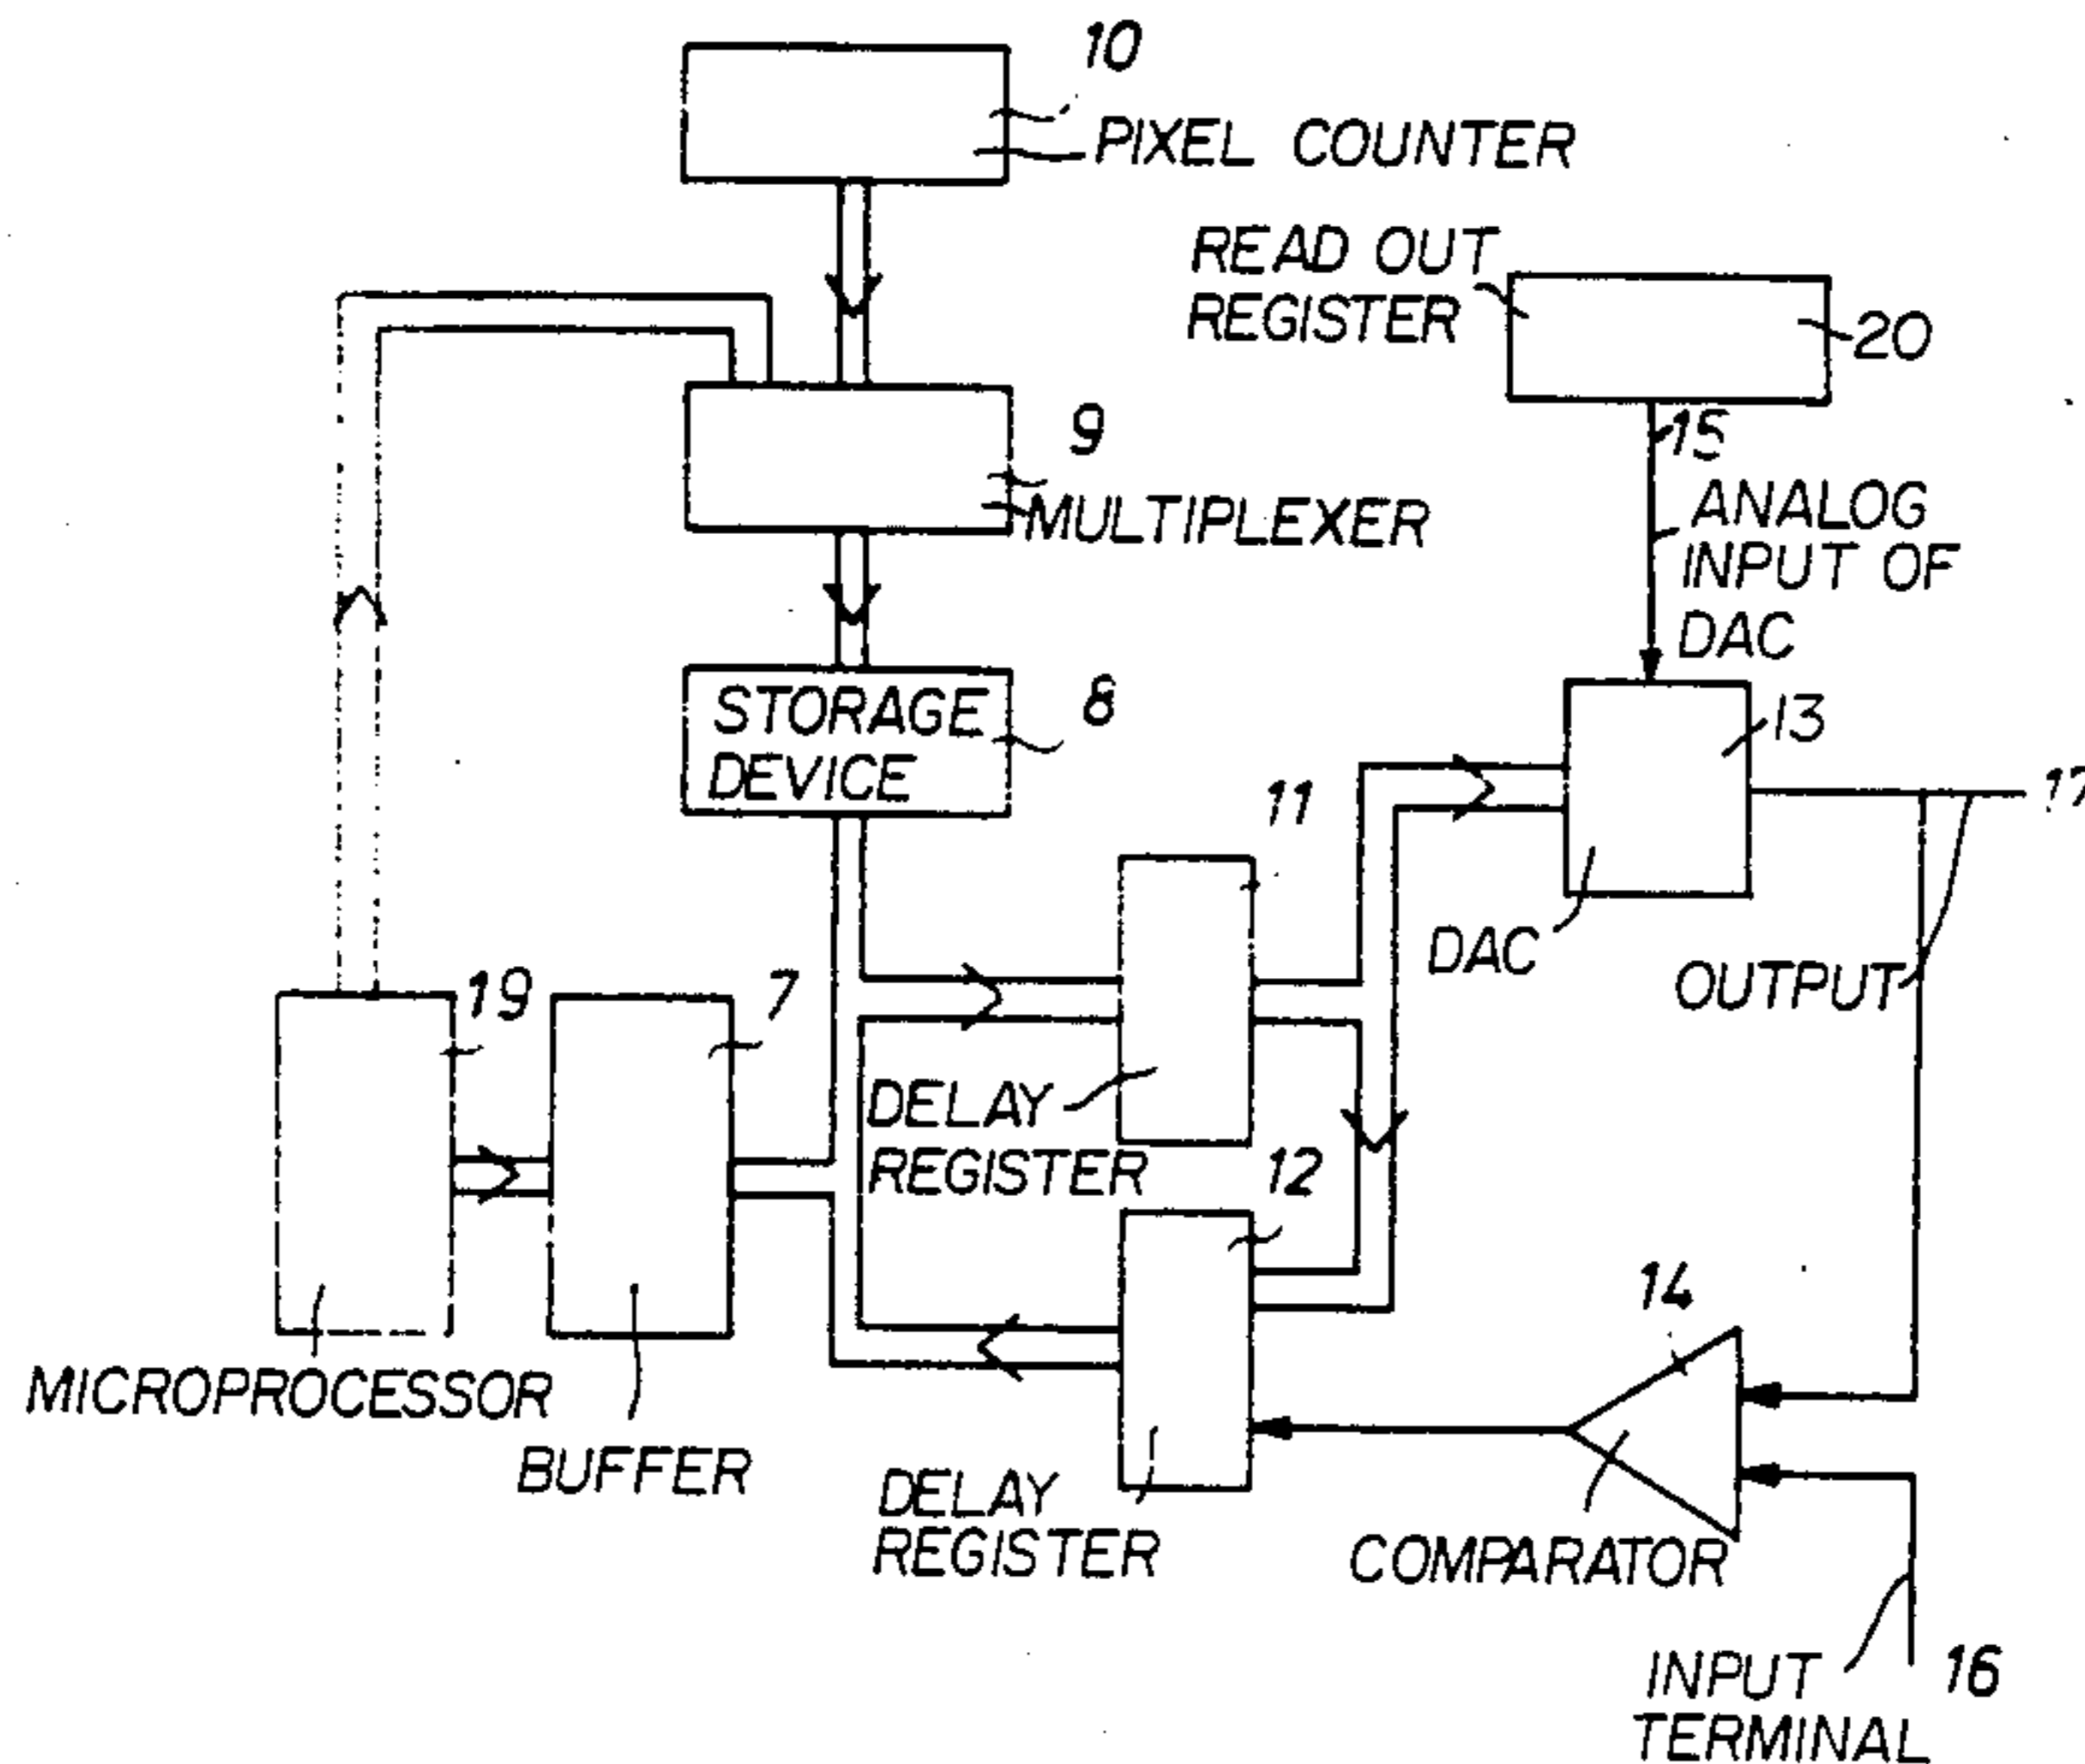 10
PIXEL COUNTER
READ OUT
REGISTER
20
15
9
MULTIPLEXER
ANALOG
INPUT OF
DAC
STORAGE
DEVICE
8
13
11
17
DAC
OUTPUT
19
7
DELAY
REGISTER
12
14
MICROPROCESSOR
BUFFER
DELAY
REGISTER
COMPARATOR
INPUT
TERMINAL
16